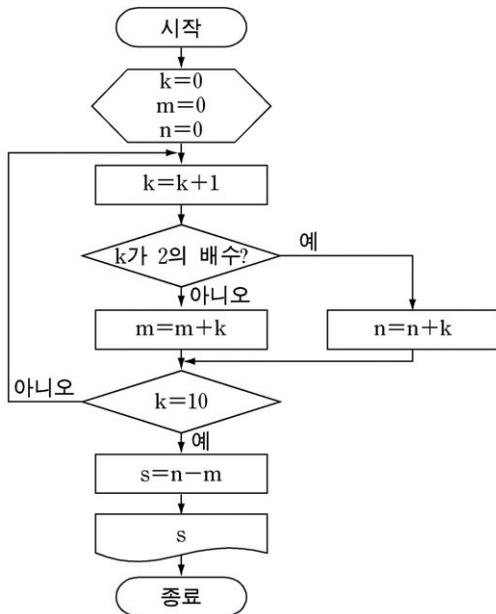 시작
k=0
m=0
n=0
k=k+1
k가 2의 배수?
예
아니오
m=m+k
n=n+k
아니오
k=10
예
s=n-m
s
종료